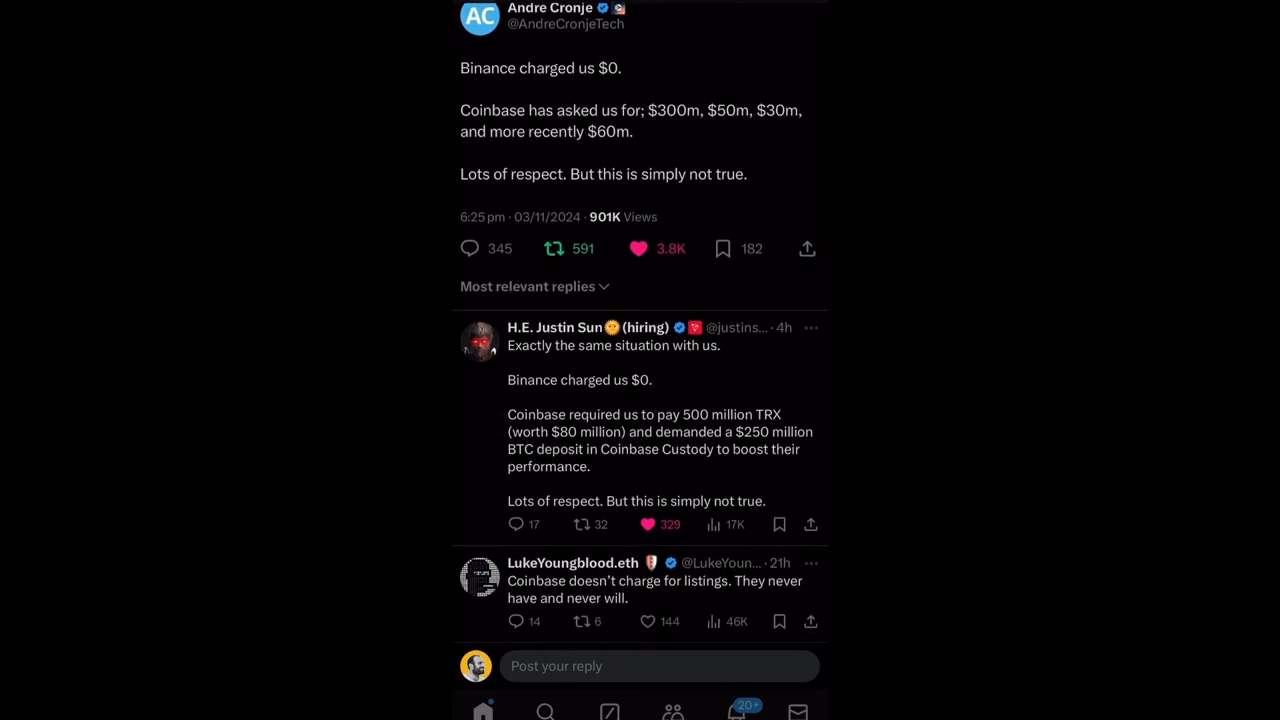 AC
Andre Cronje
@AndreCronjeTech
Binance charged us $0.
Coinbase has asked us for; $300m, $50m, $30m,
and more recently $60m.
Lots of respect. But this is simply not true.
6:25 pm · 03/11/2024 · 901K Views
345 591 3.8K 182
Most relevant replies
H.E. Justin Sun🌞(hiring) @justins... · 4h
Exactly the same situation with us.
Binance charged us $0.
Coinbase required us to pay 500 million TRX
(worth $80 million) and demanded a $250 million
BTC deposit in Coinbase Custody to boost their
performance.
Lots of respect. But this is simply not true.
17 32 329 17K
LukeYoungblood.eth @LukeYoun... · 21h
Coinbase doesn't charge for listings. They never
have and never will.
14 6 144 46K
Post your reply
20+